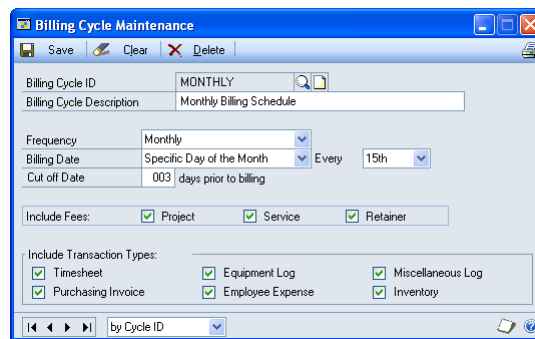 Billing Cycle Maintenance
Save Clear Delete
Billing Cycle ID MONTHLY
Billing Cycle Description Monthly Billing Schedule
Frequency Monthly
Billing Date Specific Day of the Month Every 15th
Cut off Date 003 days prior to billing
Include Fees: Project Service Retainer
Include Transaction Types:
Timesheet Equipment Log Miscellaneous Log
Purchasing Invoice Employee Expense Inventory
by Cycle ID